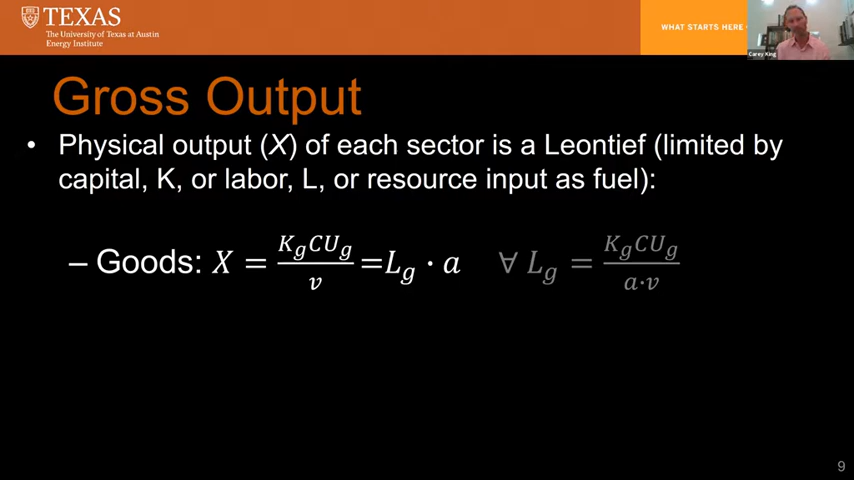 TEXAS
The University of Texas at Austin
Energy Institute
WHAT STARTS HERE
Carey King
Gross Output
• Physical output (X) of each sector is a Leontief (limited by
capital, K, or labor, L, or resource input as fuel):
– Goods: X = K_g CU_g / v = L_g · a ∀ L_g = K_g CU_g / a·v
9